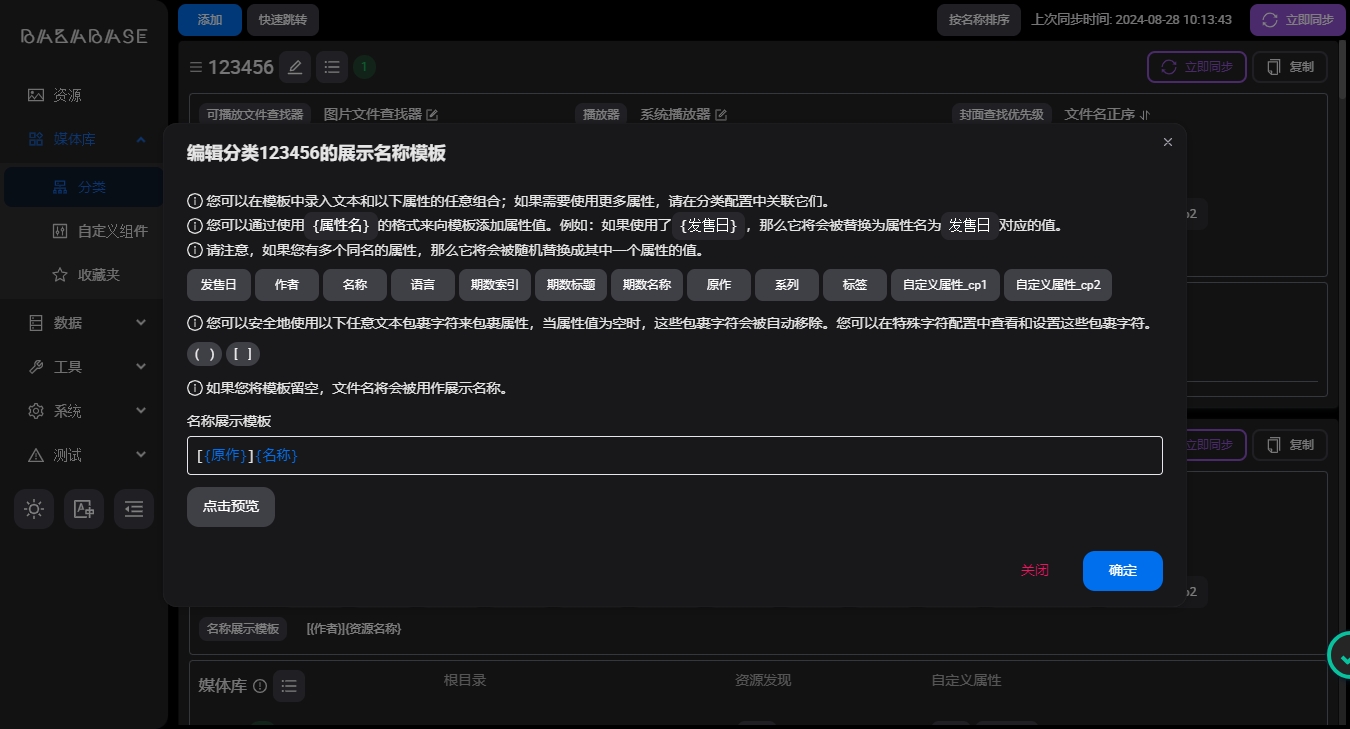 BAKABASE
添加
快速跳转
按名称排序
上次同步时间: 2024-08-28 10:13:43
立即同步
123456
1
立即同步
复制
可播放文件查找器
图片文件查找器
播放器
系统播放器
封面查找优先级
文件名正序
资源
媒体库
分类
自定义组件
收藏夹
数据
工具
系统
测试
编辑分类123456的展示名称模板
您可以在模板中录入文本和以下属性的任意组合；如果需要使用更多属性，请在分类配置中关联它们。
您可以通过使用 {属性名} 的格式来向模板添加属性值。例如：如果使用了 {发售日} ，那么它将会被替换为属性名为 发售日 对应的值。
请注意，如果您有多个同名的属性，那么它将会被随机替换成其中一个属性的值。
发售日 作者 名称 语言 期数索引 期数标题 期数名称 原作 系列 标签 自定义属性_cp1 自定义属性_cp2
您可以安全地使用以下任意文本包裹字符来包裹属性，当属性值为空时，这些包裹字符会被自动移除。您可以在特殊字符配置中查看和设置这些包裹字符。
( ) [ ]
如果您将模板留空，文件名将会被用作展示名称。
名称展示模板
[{原作}]{名称}
点击预览
关闭
确定
立即同步
复制
名称展示模板
[{作者}]{资源名称}
媒体库
根目录
资源发现
自定义属性